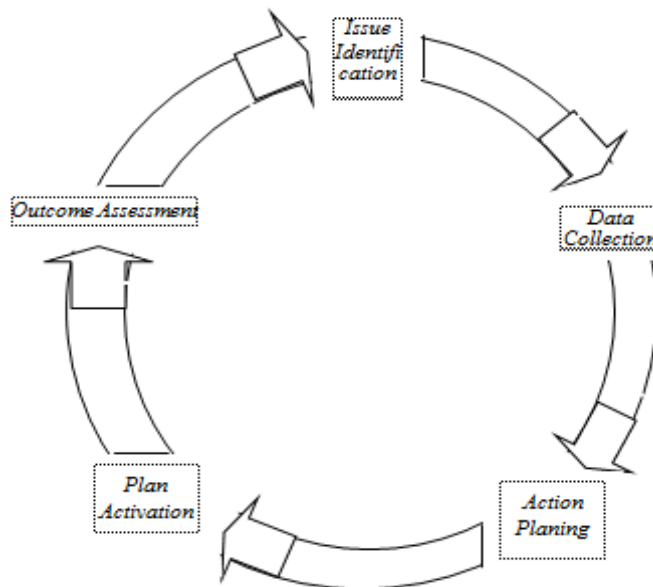 Issue
Identifi
cation
Data
Collection
Action
Planing
Plan
Activation
Outcome Assessment